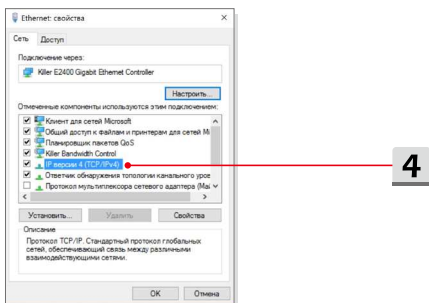 Ethernet: свойства
Сеть Доступ
Подключение через:
Killer E2400 Gigabit Ethernet Controller
Настроить...
Отмеченные компоненты используются этим подключением:
Клиент для сетей Microsoft
Общий доступ к файлам и принтерам для сетей Mi
Планировщик пакетов QoS
Killer Bandwidth Control
IP версии 4 (TCP/IPv4)
4
Ответчик обнаружения топологии канального уров
Протокол мультиплексора сетевого адаптера (Май
Установить... Удалить Свойства
Описание
Протокол TCP/IP. Стандартный протокол глобальных
сетей, обеспечивающий связь между различными
взаимодействующими сетями.
OK Отмена